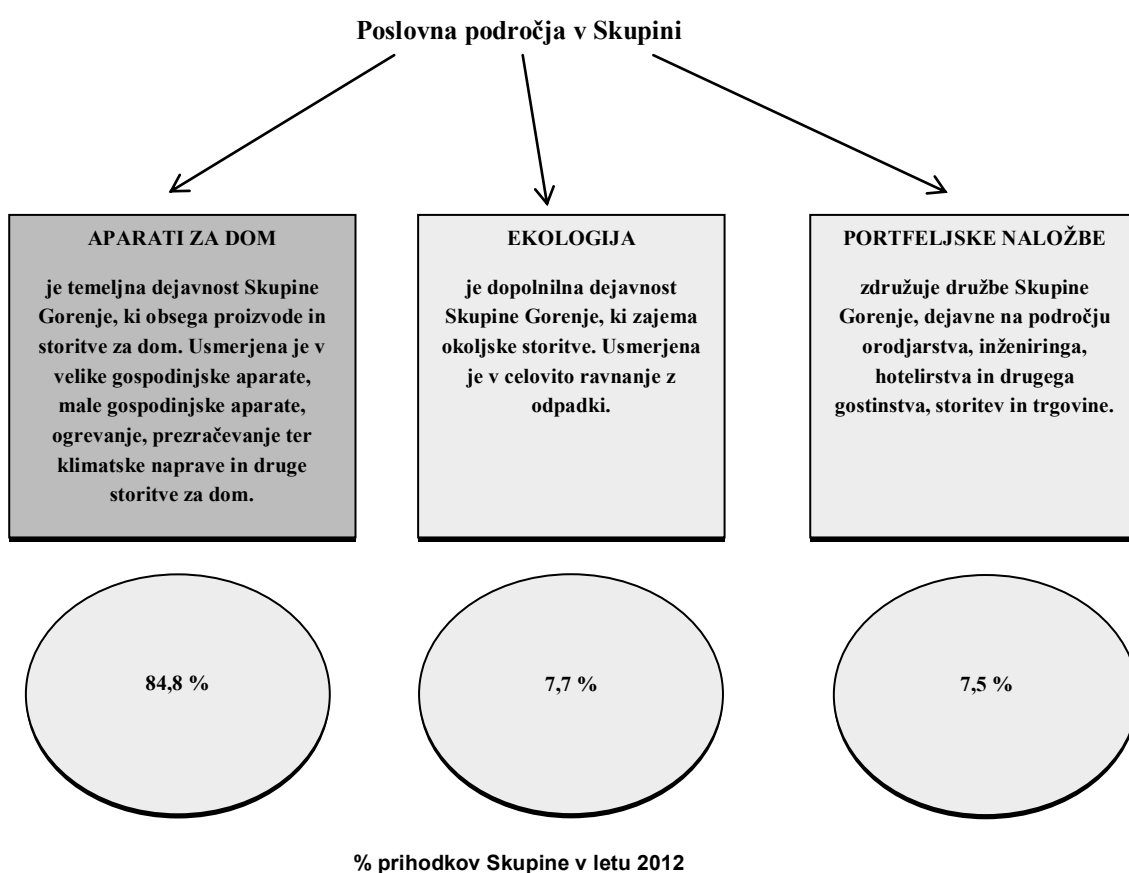 Poslovna področja v Skupini
APARATI ZA DOM
je temeljna dejavnost Skupine
Gorenje, ki obsega proizvode in
storitve za dom. Usmerjena je v
velike gospodinjske aparate,
male gospodinjske aparate,
ogrevanje, prezračevanje ter
klimatske naprave in druge
storitve za dom.
EKOLOGIJA
je dopolnilna dejavnost
Skupine Gorenje, ki zajema
okoljske storitve. Usmerjena
je v celovito ravnanje z
odpadki.
PORTFELJSKE NALOŽBE
združuje družbe Skupine
Gorenje, dejavne na področju
orodjarstva, inženiringa,
hotelirstva in drugega
gostinstva, storitev in trgovine.
84,8 %
7,7 %
7,5 %
% prihodkov Skupine v letu 2012